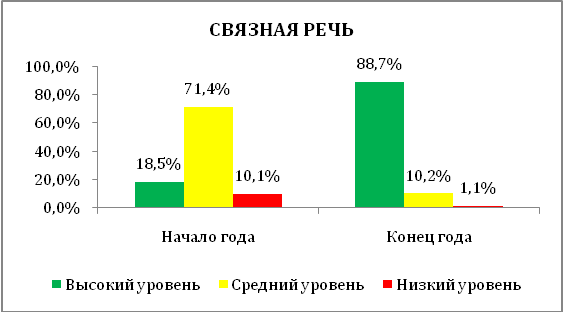 СВЯЗНАЯ РЕЧЬ
100,0%
80,0%
60,0%
40,0%
20,0%
0,0%
18,5%
71,4%
10,1%
88,7%
10,2%
1,1%
Начало года
Конец года
Высокий уровень
Средний уровень
Низкий уровень